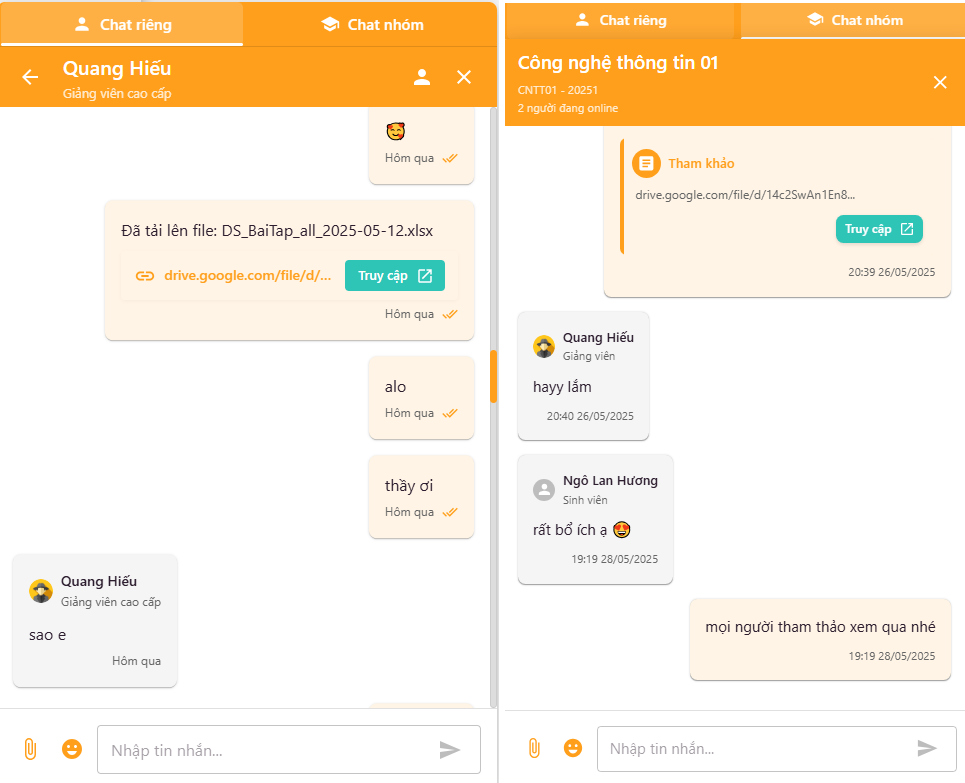 Chat riêng
Chat nhóm
Quang Hiếu
Giảng viên cao cấp
Hôm qua
Đã tải lên file: DS_BaiTap_all_2025-05-12.xlsx
drive.google.com/file/d/...
Truy cập
Hôm qua
alo
Hôm qua
thầy ơi
Hôm qua
Quang Hiếu
Giảng viên cao cấp
sao e
Hôm qua
Nhập tin nhắn...
Chat riêng
Chat nhóm
Công nghệ thông tin 01
CNTT01 - 20251
2 người đang online
Tham khảo
drive.google.com/file/d/14c2SwAn1En8...
Truy cập
20:39 26/05/2025
Quang Hiếu
Giảng viên
hayy lắm
20:40 26/05/2025
Ngô Lan Hương
Sinh viên
rất bổ ích ạ 😍
19:19 28/05/2025
mọi người tham thảo xem qua nhé
19:19 28/05/2025
Nhập tin nhắn...